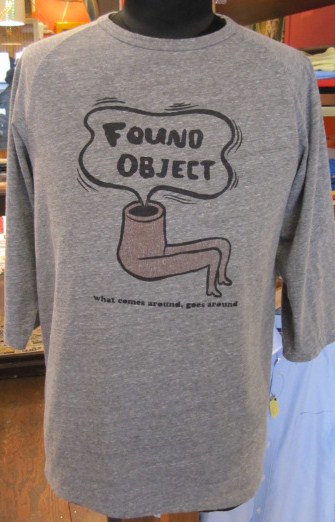 FOUND
OBJECT
what comes around, goes around